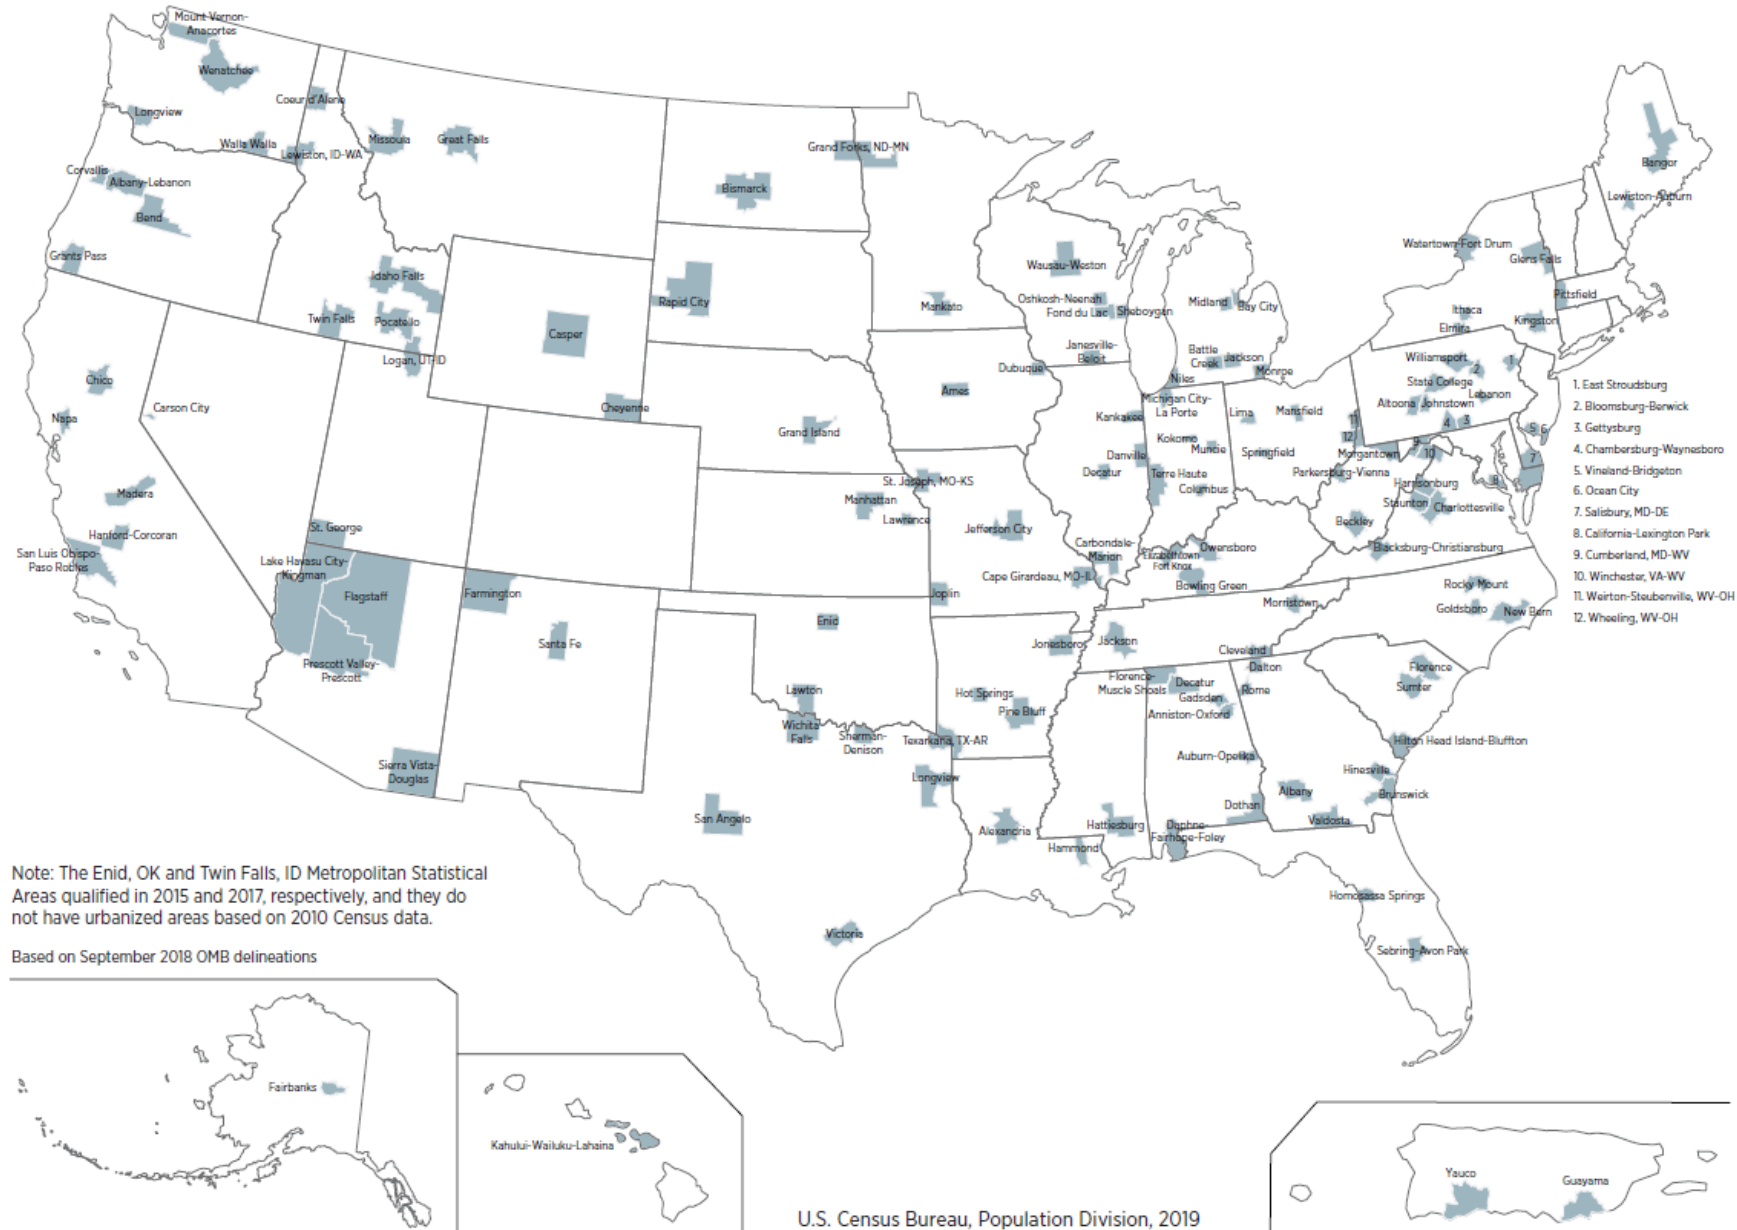 Mount Vernon-
Anacortes
Wenatchee
Coeur d'Alene
Longview
Walla Walla
Lewiston, ID-WA
Missoula
Great Falls
Grand Forks, ND-MN
Bismarck
Corvallis
Albany-Lebanon
Bend
Grants Pass
Idaho Falls
Twin Falls
Pocatello
Logan, UT-ID
Casper
Cheyenne
Rapid City
Mankato
Wausau-Weston
Oshkosh-Neenah
Fond du Lac
Sheboygan
Janesville-
Beloit
Dubuque
Midland
Bay City
Battle
Creek
Jackson
Monroe
Niles
Michigan City-
La Porte
Bangor
Lewiston-Auburn
Watertown-Fort Drum
Glens Falls
Pittsfield
Ithaca
Elmira
Kingston
Williamsport
1
2
State College
Lebanon
Altoona
Johnstown
4
3
5
6
7
8
9
10
11
12
1. East Stroudsburg
2. Bloomsburg-Berwick
3. Gettysburg
4. Chambersburg-Waynesboro
5. Vineland-Bridgeton
6. Ocean City
7. Salisbury, MD-DE
8. California-Lexington Park
9. Cumberland, MD-WV
10. Winchester, VA-WV
11. Weirton-Steubenville, WV-OH
12. Wheeling, WV-OH
Chico
Napa
Carson City
Madera
Hanford-Corcoran
San Luis Obispo-
Paso Robles
St. George
Lake Havasu City-
Kingman
Flagstaff
Prescott Valley-
Prescott
Sierra Vista-
Douglas
Farmington
Santa Fe
Ames
Grand Island
St. Joseph, MO-KS
Manhattan
Lawrence
Jefferson City
Joplin
Cape Girardeau, MO-IL
Carbondale-
Marion
Kankakee
Danville
Decatur
Kokomo
Muncie
Terre Haute
Columbus
Lima
Mansfield
Springfield
Morgantown
Parkersburg-Vienna
Harrisonburg
Staunton
Charlottesville
Beckley
Blacksburg-Christiansburg
Elizabethtown
Fort Knox
Owensboro
Bowling Green
Rocky Mount
Goldsboro
New Bern
Morristown
Cleveland
Dalton
Rome
Jackson
Jonesboro
Enid
Lawton
Wichita
Falls
Sherman-
Denison
Texarkana, TX-AR
Hot Springs
Pine Bluff
Longview
San Angelo
Victoria
Alexandria
Hammond
Hattiesburg
Florence-
Muscle Shoals
Decatur
Gadsden
Anniston-Oxford
Auburn-Opelika
Dothan
Daphne-
Fairhope-Foley
Florence
Sumter
Hilton Head Island-Bluffton
Hinesville
Brunswick
Albany
Valdosta
Homosassa Springs
Sebring-Avon Park
Note: The Enid, OK and Twin Falls, ID Metropolitan Statistical
Areas qualified in 2015 and 2017, respectively, and they do
not have urbanized areas based on 2010 Census data.
Based on September 2018 OMB delineations
Fairbanks
Kahului-Wailuku-Lahaina
Yauco
Guayama
U.S. Census Bureau, Population Division, 2019